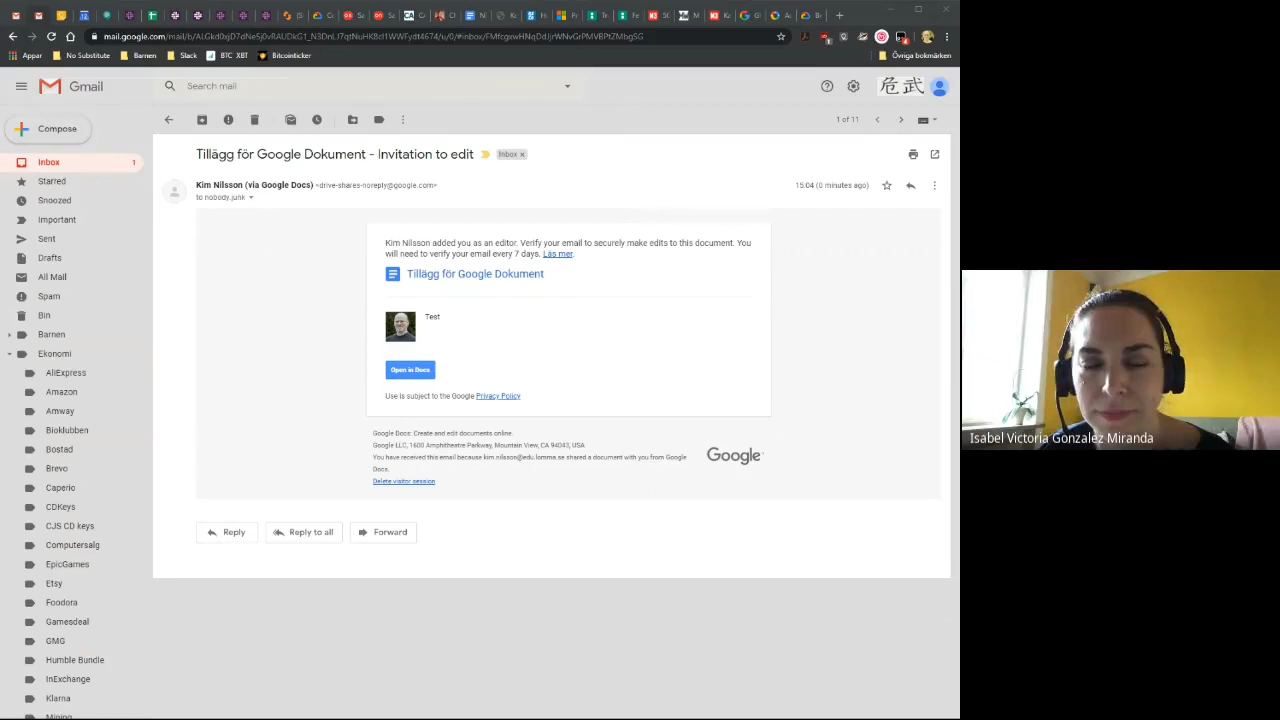 mail.google.com/mail/b/ALGkd0xjD7dNe5j0vRAUDkG1_N3DnIJ7qtNuHK8d1WWFydt4674/u/0/#inbox/FMfcgxwHNqDdJjrWNvGrPMVBPtZMbgSG
Appar No Substitute Barnen Slack BTC XBT Bitcointicker Övriga bokmärken
Gmail Search mail 危武
Compose
1 of 11
Tillägg för Google Dokument - Invitation to edit Inbox x
Inbox 1
Starred
Snoozed
Important
Sent
Drafts
All Mail
Spam
Bin
Barnen
Ekonomi
AliExpress
Amazon
Amway
Bioklubben
Bostad
Brevo
Caperio
CDKeys
CJS CD keys
Computersalg
EpicGames
Etsy
Foodora
Gamesdeal
GMG
Humble Bundle
InExchange
Klarna
Mining
Kim Nilsson (via Google Docs) <drive-shares-noreply@google.com> 15:04 (0 minutes ago)
to nobody.junk
Kim Nilsson added you as an editor. Verify your email to securely make edits to this document. You
will need to verify your email every 7 days. Läs mer.
Tillägg för Google Dokument
Test
Open in Docs
Use is subject to the Google Privacy Policy
Google Docs: Create and edit documents online.
Google LLC, 1600 Amphitheatre Parkway, Mountain View, CA 94043, USA
You have received this email because kim.nilsson@edu.lomma.se shared a document with you from Google
Docs.
Delete visitor session
Google
Reply Reply to all Forward
Isabel Victoria Gonzalez Miranda